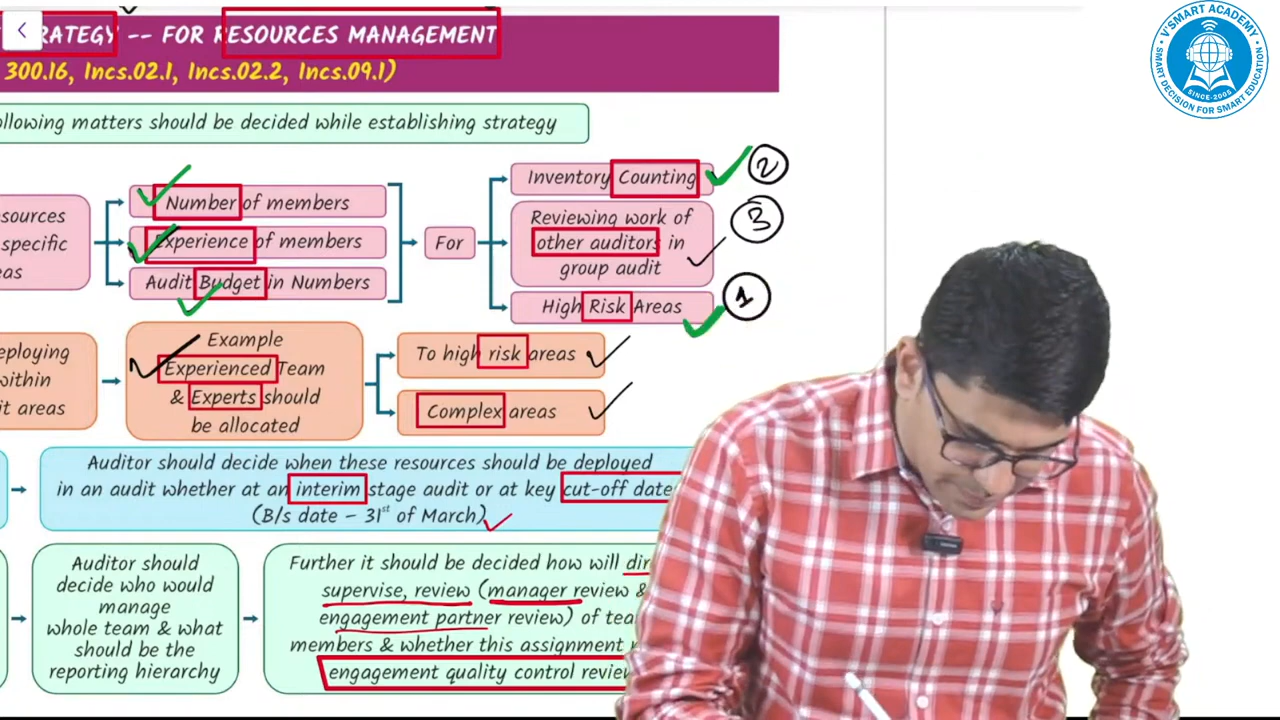 RATEGY -- FOR RESOURCES MANAGEMENT
300.16, Incs.02.1, Incs.02.2, Incs.09.1)
ollowing matters should be decided while establishing strategy
esources
specific
eas
Number of members
Experience of members
Audit Budget in Numbers
For
Inventory Counting
2
Reviewing work of
other auditors in
group audit
3
High Risk Areas
1
eploying
within
it areas
Example
Experienced Team
& Experts should
be allocated
To high risk areas
Complex areas
Auditor should decide when these resources should be deployed
in an audit whether at an interim stage audit or at key cut-off date
(B/s date – 31st of March)
Auditor should
decide who would
manage
whole team & what
should be the
reporting hierarchy
Further it should be decided how will dir
supervise, review (manager review &
engagement partner review) of tea
members & whether this assignment
engagement quality control review
V'SMART ACADEMY
SINCE-2005
SMART DECISION FOR SMART EDUCATION